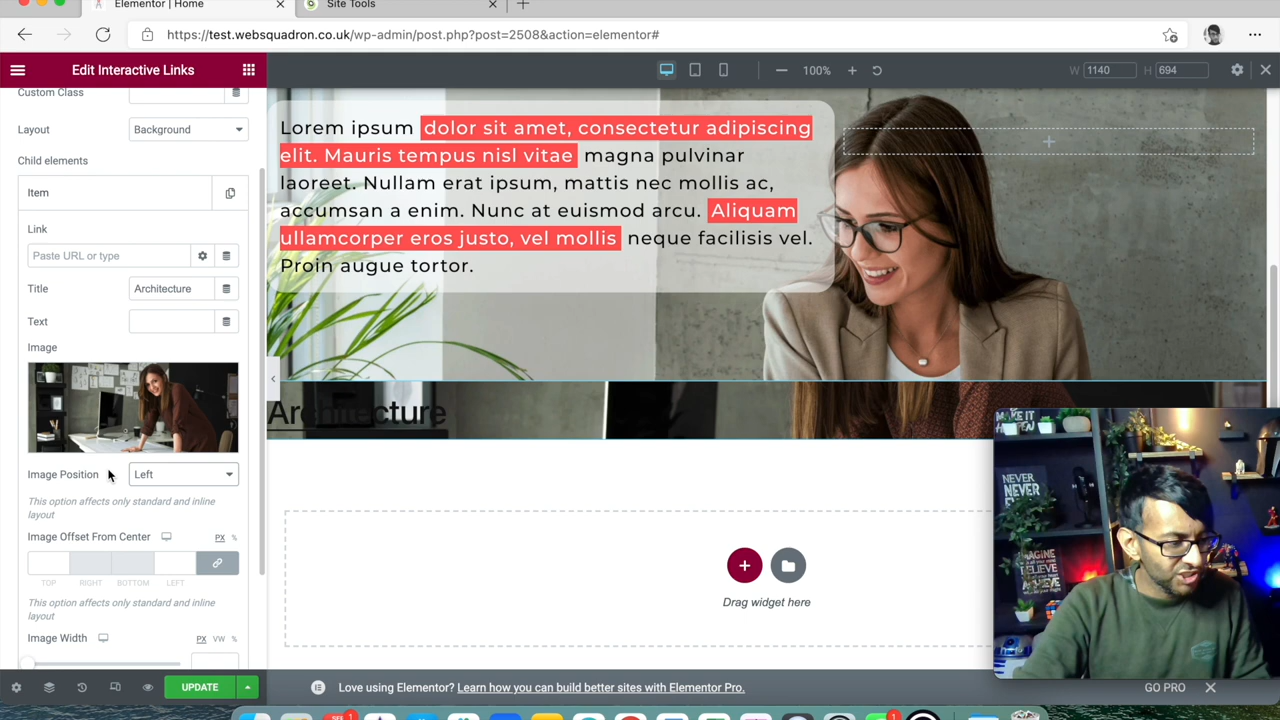 Elementor | Home
Site Tools
https://test.websquadron.co.uk/wp-admin/post.php?post=2508&action=elementor#
Edit Interactive Links
100%
W 1140 H 694
Custom Class
Layout
Background
Child elements
Item
Link
Paste URL or type
Title
Architecture
Text
Image
Image Position
Left
This option affects only standard and inline
layout
Image Offset From Center
PX %
TOP RIGHT BOTTOM LEFT
This option affects only standard and inline
layout
Image Width
PX VW %
UPDATE
Lorem ipsum dolor sit amet, consectetur adipiscing
elit. Mauris tempus nisl vitae magna pulvinar
laoreet. Nullam erat ipsum, mattis nec mollis ac,
accumsan a enim. Nunc at euismod arcu. Aliquam
ullamcorper eros justo, vel mollis neque facilisis vel.
Proin augue tortor.
Architecture
Drag widget here
MAKE IT
HAPPEN
NEVER
NEVER
NEVER
IMAGINE
BELIEVE
ACHIEVE
Love using Elementor? Learn how you can build better sites with Elementor Pro.
GO PRO